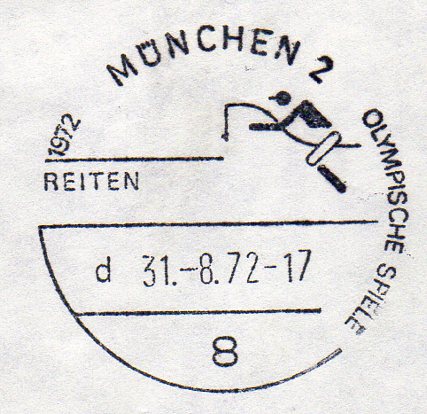 MÜNCHEN 2
1972
OLYMPISCHE SPIELE
REITEN
d 31.-8.72-17
8